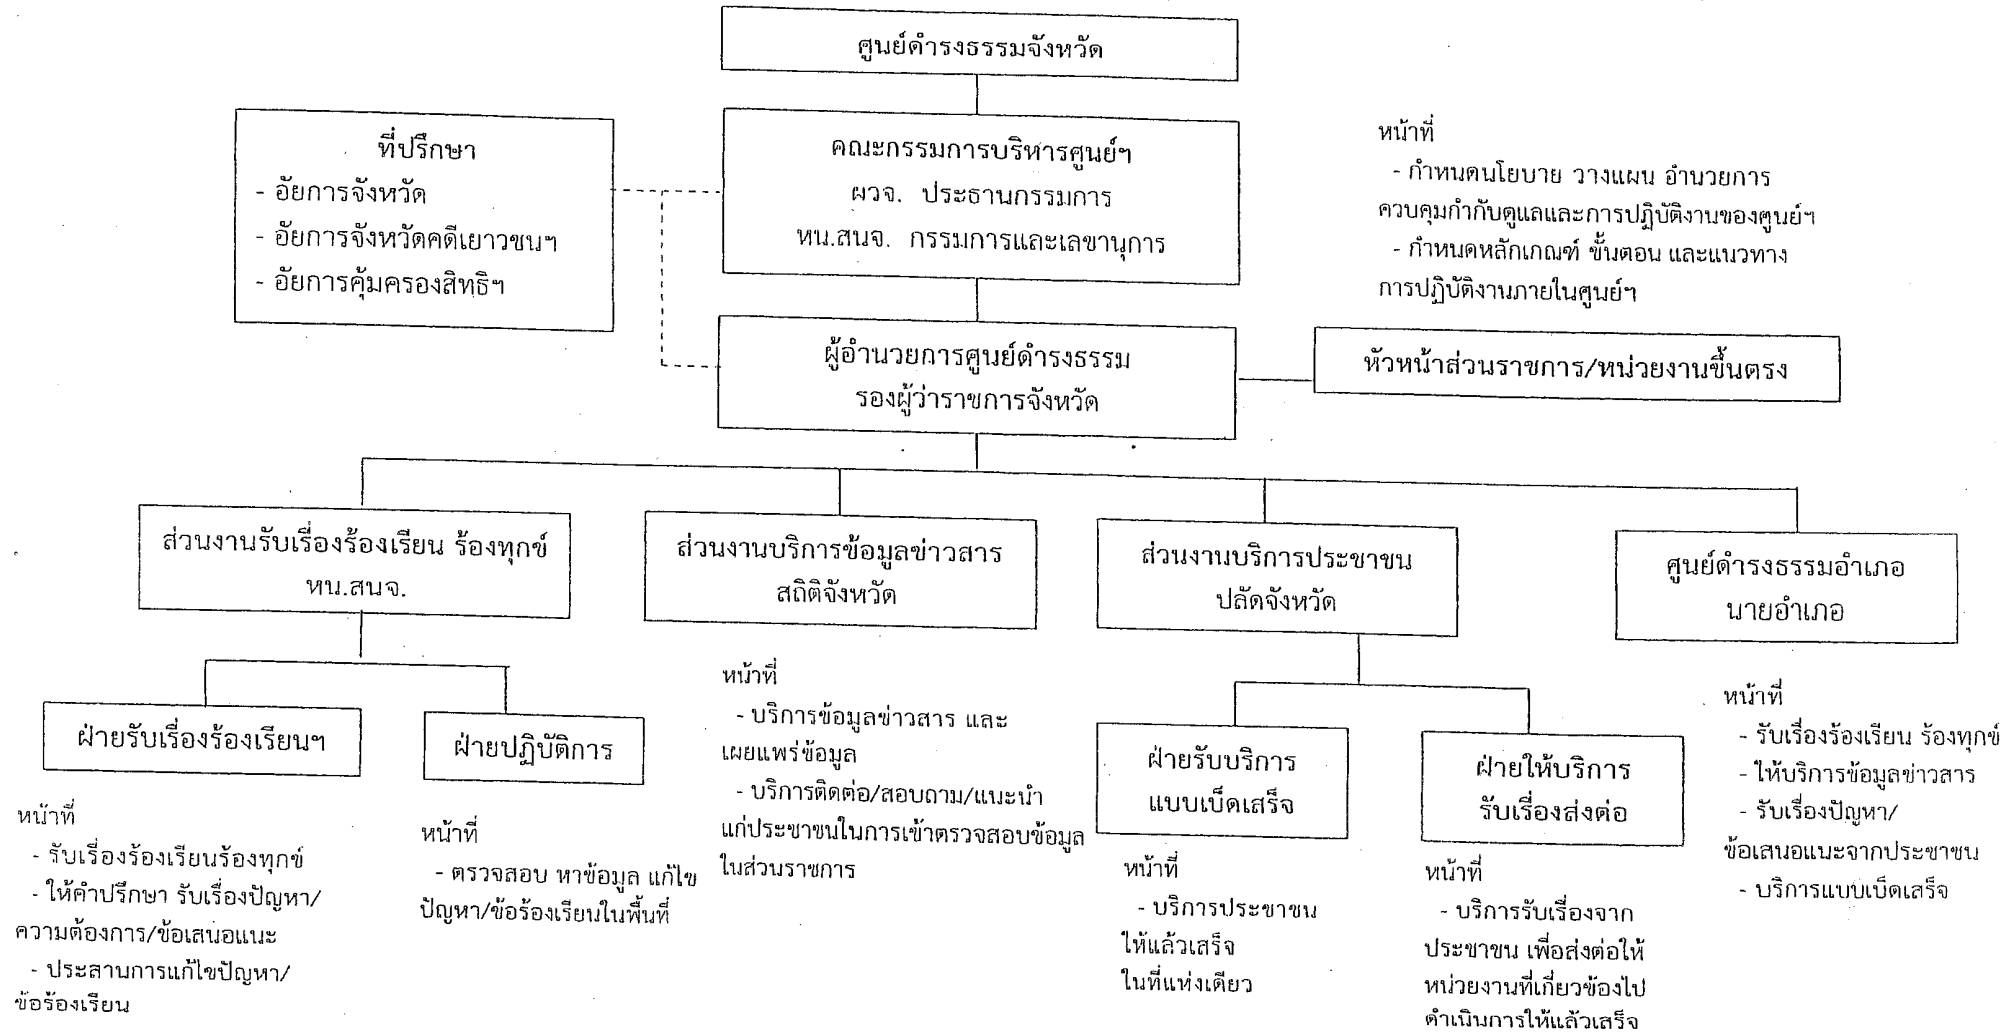 ศูนย์ดำรงธรรมจังหวัด
ที่ปรึกษา
- อัยการจังหวัด
- อัยการจังหวัดคดีเยาวชนฯ
- อัยการคุ้มครองสิทธิฯ
คณะกรรมการบริหารศูนย์ฯ
ผวจ. ประธานกรรมการ
หน.สนจ. กรรมการและเลขานุการ
หน้าที่
- กำหนดนโยบาย วางแผน อำนวยการ
ควบคุมกำกับดูแลและการปฏิบัติงานของศูนย์ฯ
- กำหนดหลักเกณฑ์ ขั้นตอน และแนวทาง
การปฏิบัติงานภายในศูนย์ฯ
ผู้อำนวยการศูนย์ดำรงธรรม
รองผู้ว่าราชการจังหวัด
หัวหน้าส่วนราชการ/หน่วยงานขึ้นตรง
ส่วนงานรับเรื่องร้องเรียน ร้องทุกข์
หน.สนจ.
ส่วนงานบริการข้อมูลข่าวสาร
สถิติจังหวัด
ส่วนงานบริการประชาชน
ปลัดจังหวัด
ศูนย์ดำรงธรรมอำเภอ
นายอำเภอ
ฝ่ายรับเรื่องร้องเรียนฯ
หน้าที่
- รับเรื่องร้องเรียนร้องทุกข์
- ให้คำปรึกษา รับเรื่องปัญหา/
ความต้องการ/ข้อเสนอแนะ
- ประสานการแก้ไขปัญหา/
ข้อร้องเรียน
ฝ่ายปฏิบัติการ
หน้าที่
- ตรวจสอบ หาข้อมูล แก้ไข
ปัญหา/ข้อร้องเรียนในพื้นที่
หน้าที่
- บริการข้อมูลข่าวสาร และ
เผยแพร่ข้อมูล
- บริการติดต่อ/สอบถาม/แนะนำ
แก่ประชาชนในการเข้าตรวจสอบข้อมูล
ในส่วนราชการ
ฝ่ายรับบริการ
แบบเบ็ดเสร็จ
หน้าที่
- บริการประชาชน
ให้แล้วเสร็จ
ในที่แห่งเดียว
ฝ่ายให้บริการ
รับเรื่องส่งต่อ
หน้าที่
- บริการรับเรื่องจาก
ประชาชน เพื่อส่งต่อให้
หน่วยงานที่เกี่ยวข้องไป
ดำเนินการให้แล้วเสร็จ
หน้าที่
- รับเรื่องร้องเรียน ร้องทุกข์
- ให้บริการข้อมูลข่าวสาร
- รับเรื่องปัญหา/
ข้อเสนอแนะจากประชาชน
- บริการแบบเบ็ดเสร็จ